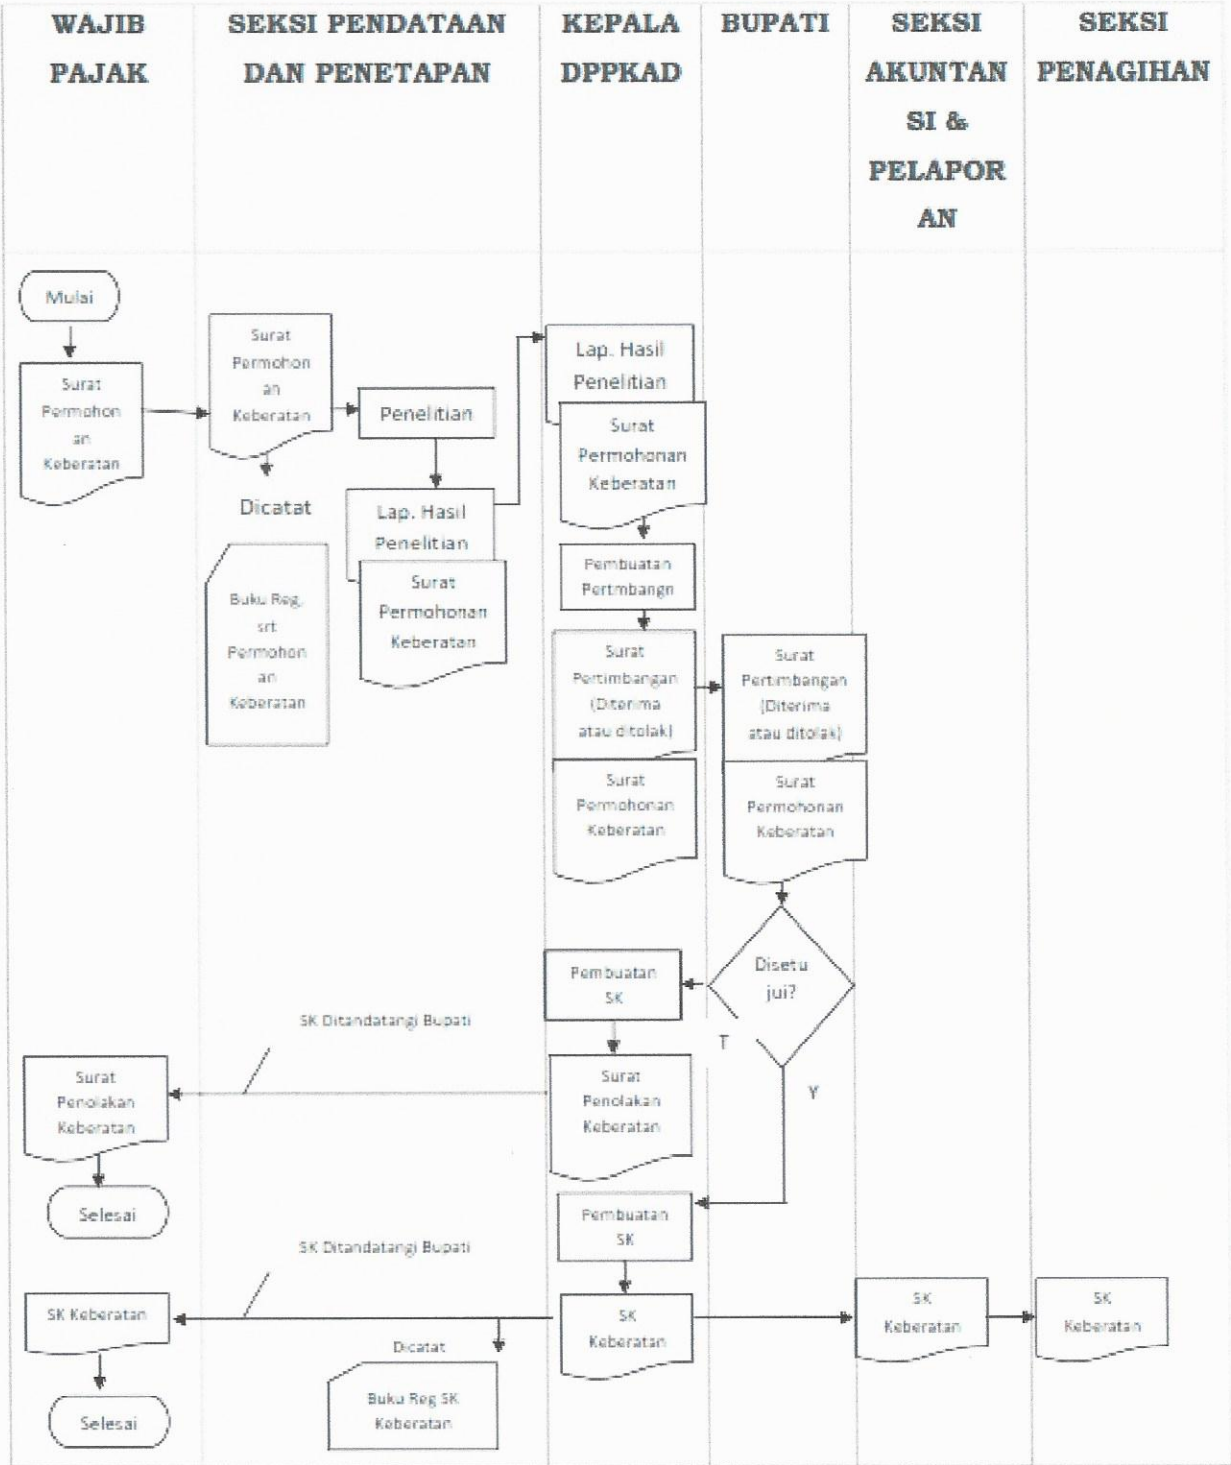 WAJIB
PAJAK
SEKSI PENDATAAN
DAN PENETAPAN
KEPALA
DPPKAD
BUPATI
SEKSI
AKUNTAN
SI &
PELAPOR
AN
SEKSI
PENAGIHAN
Mulai
Surat
Permohon
an
Keberatan
Surat
Permohon
an
Keberatan
Dicatat
Buku Reg,
srt
Permohon
an
Keberatan
Penelitian
Lap. Hasil
Penelitian
Surat
Permohonan
Keberatan
Lap. Hasil
Penelitian
Surat
Permohonan
Keberatan
Pembuatan
Pertmbangn
Surat
Pertimbangan
(Diterima
atau ditolak)
Surat
Permohonan
Keberatan
Surat
Pertimbangan
(Diterima
atau ditolak)
Surat
Permohonan
Keberatan
Disetu
jui?
T
Y
Pembuatan
SK
SK Ditandatangi Bupati
Surat
Penolakan
Keberatan
Surat
Penolakan
Keberatan
Selesai
Pembuatan
SK
SK Ditandatangi Bupati
SK Keberatan
SK
Keberatan
SK
Keberatan
SK
Keberatan
Dicatat
Buku Reg SK
Keberatan
Selesai